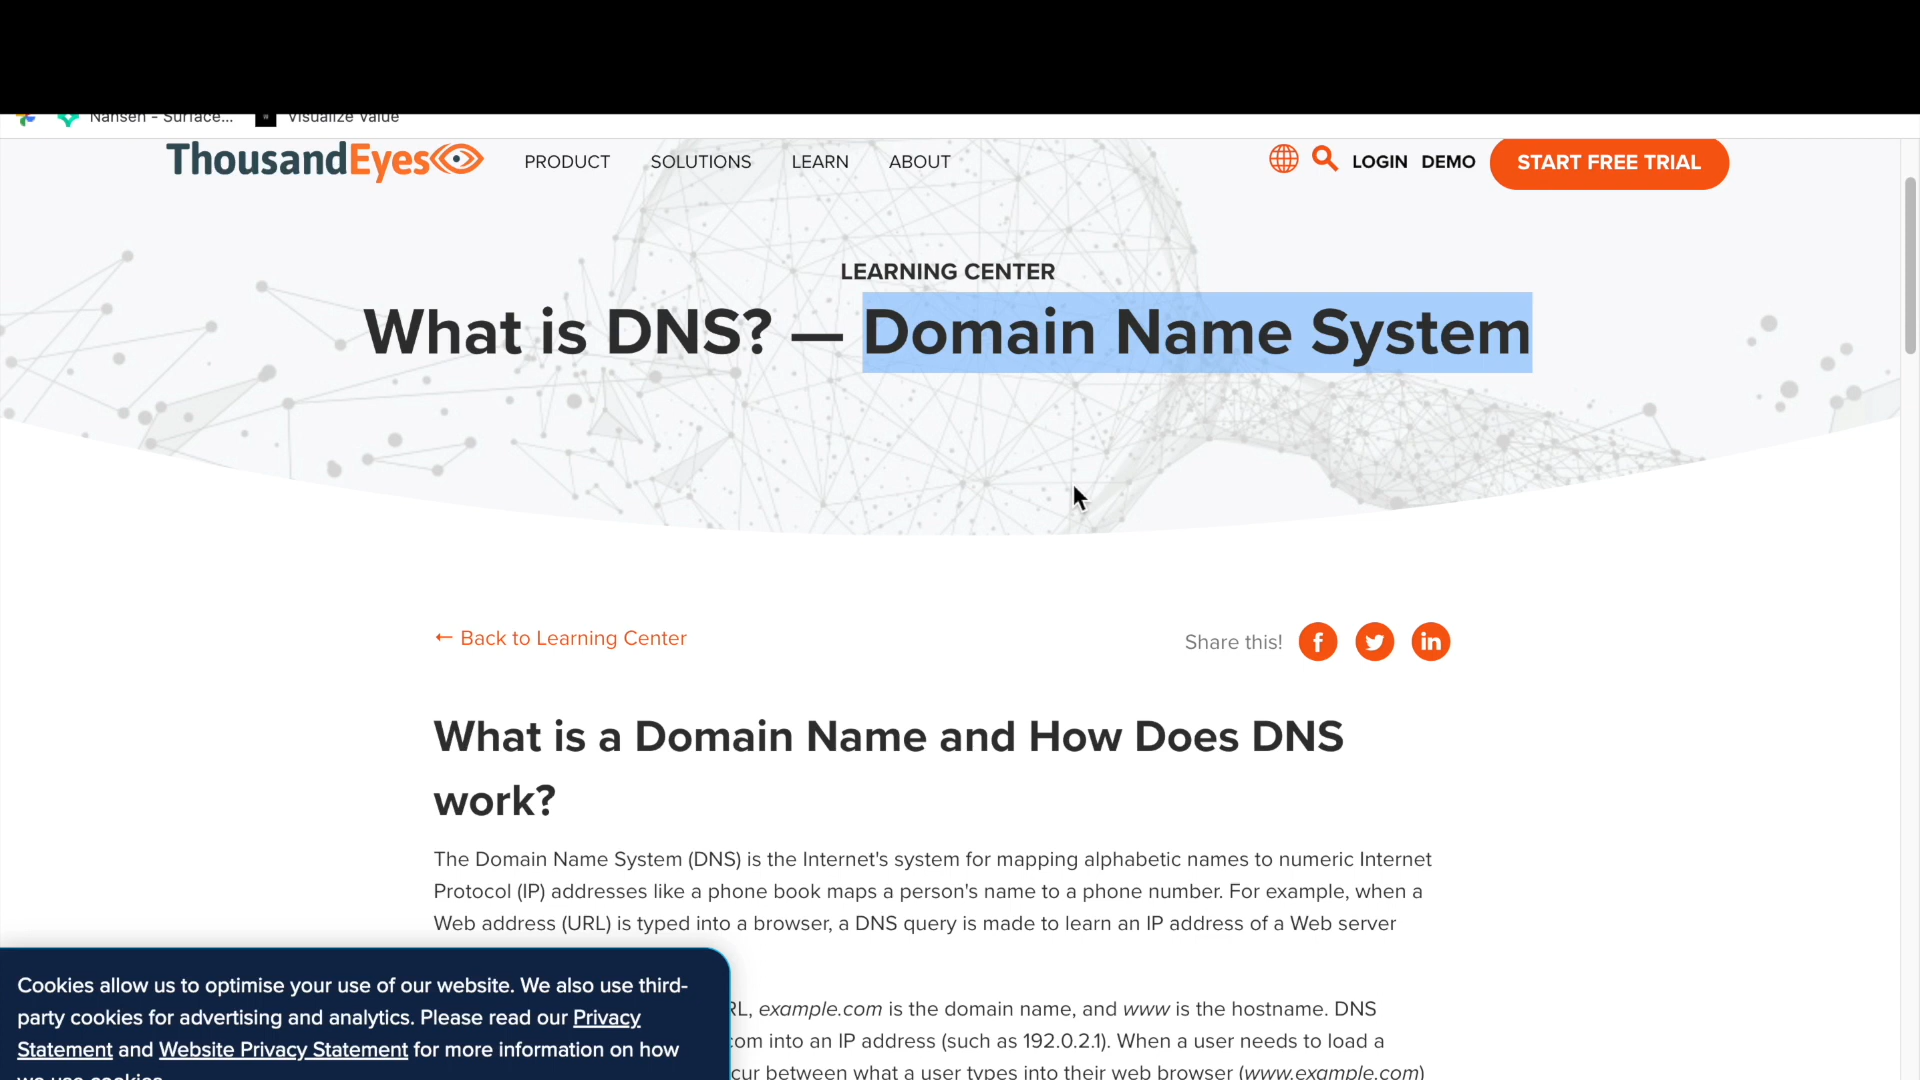 Nansen - Surface... Visualize Value
ThousandEyes PRODUCT SOLUTIONS LEARN ABOUT LOGIN DEMO START FREE TRIAL
LEARNING CENTER
What is DNS? — Domain Name System
← Back to Learning Center Share this!
What is a Domain Name and How Does DNS
work?
The Domain Name System (DNS) is the Internet's system for mapping alphabetic names to numeric Internet
Protocol (IP) addresses like a phone book maps a person's name to a phone number. For example, when a
Web address (URL) is typed into a browser, a DNS query is made to learn an IP address of a Web server
RL, example.com is the domain name, and www is the hostname. DNS
com into an IP address (such as 192.0.2.1). When a user needs to load a
cur between what a user types into their web browser (www.example.com)
Cookies allow us to optimise your use of our website. We also use third-
party cookies for advertising and analytics. Please read our Privacy
Statement and Website Privacy Statement for more information on how
we use cookies.